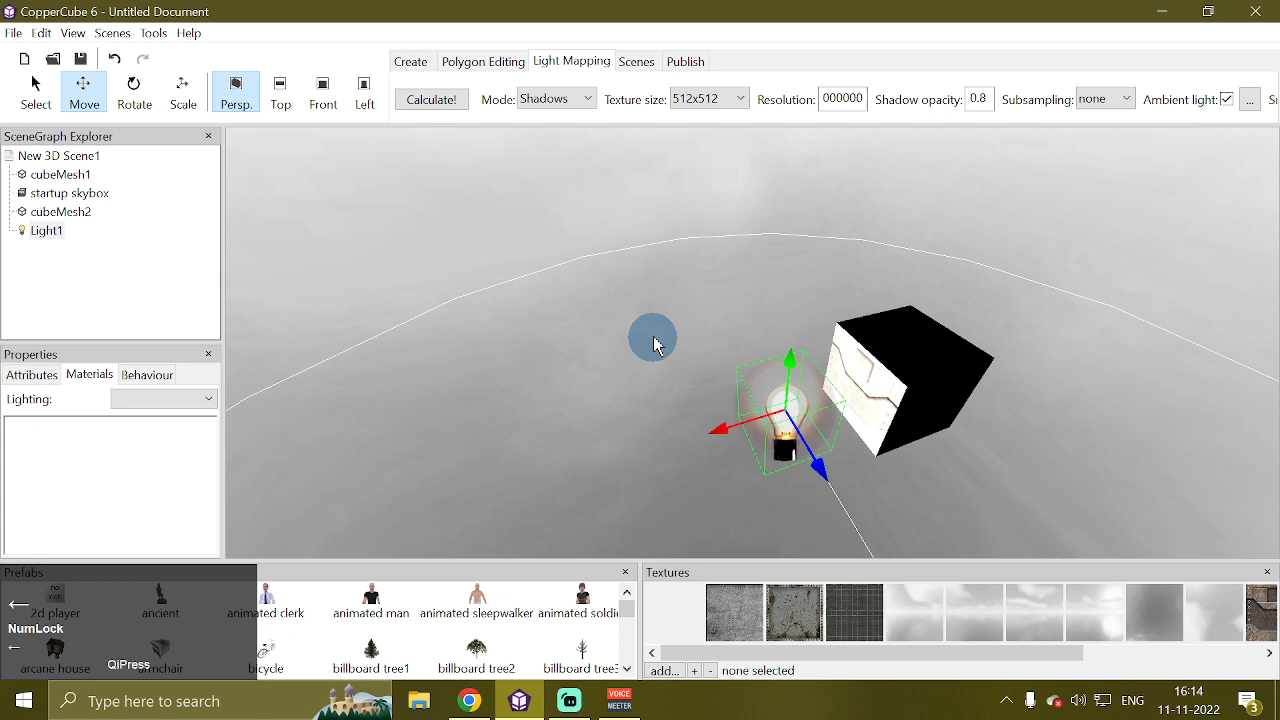 CopperCube 6 - Untitled Document
File Edit View Scenes Tools Help
Create Polygon Editing Light Mapping Scenes Publish
Select Move Rotate Scale Persp. Top Front Left
Calculate! Mode: Shadows Texture size: 512x512 Resolution: 000000 Shadow opacity: 0.8 Subsampling: none Ambient light: ...
SceneGraph Explorer
New 3D Scene1
cubeMesh1
startup skybox
cubeMesh2
Light1
Properties
Attributes Materials Behaviour
Lighting:
Prefabs
no icon
2d player ancient animated clerk animated man animated sleepwalker animated soldi
NumLock
arcane house armchair bicycle billboard tree1 billboard tree2 billboard tree3
QiPress
Textures
add... + - none selected
Type here to search
VOICE
MEETER
ENG
16:14
11-11-2022
3